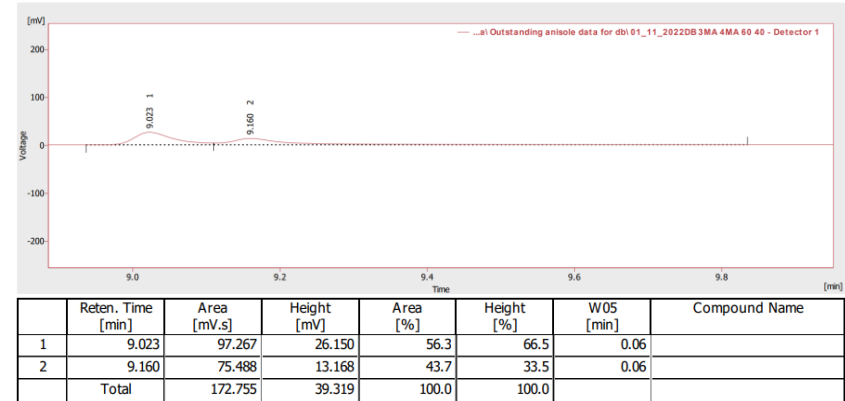 [mV]
...a\ Outstanding anisole data for db\ 01_11_2022DB 3MA 4MA 60 40 - Detector 1
200
100
0
-100
-200
Voltage
9.023 1
9.160 2
9.0 9.2 9.4 9.6 9.8
Time [min]
Reten. Time [min] Area [mV.s] Height [mV] Area [%] Height [%] W05 [min] Compound Name
1 9.023 97.267 26.150 56.3 66.5 0.06
2 9.160 75.488 13.168 43.7 33.5 0.06
Total 172.755 39.319 100.0 100.0